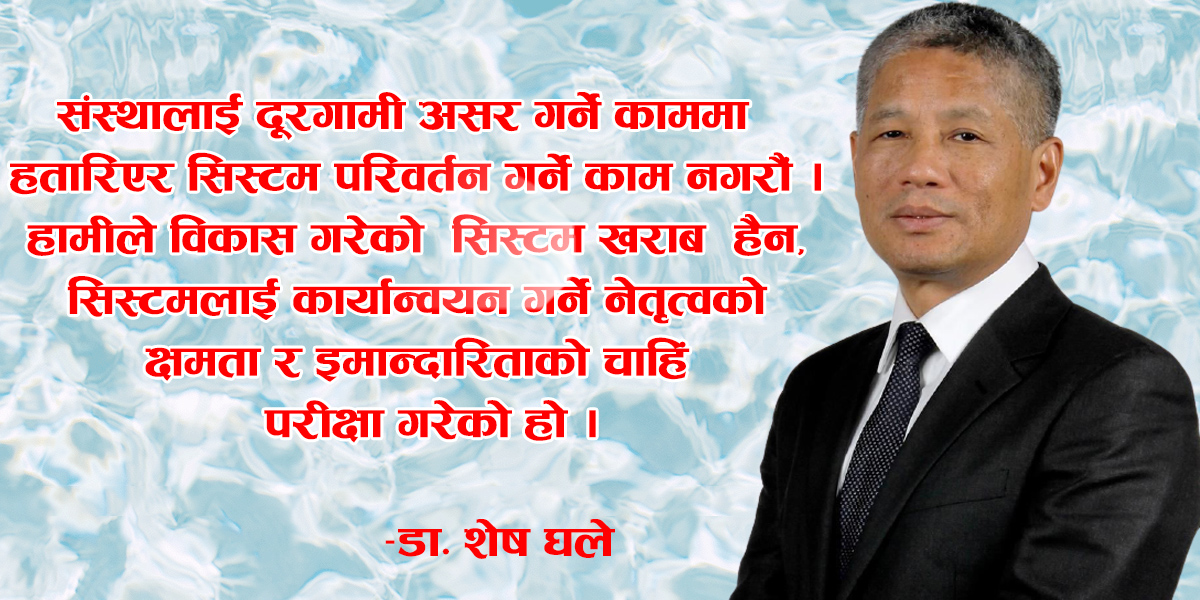 संस्थालाई दूरगामी असर गर्ने काममा
हतारिएर सिस्टम परिवर्तन गर्ने काम नगरौं ।
हामीले विकास गरेको सिस्टम खराब हैन,
सिस्टमलाई कार्यान्वयन गर्ने नेतृत्वको
क्षमता र इमान्दारिताको चाहिं
परीक्षा गरेको हो ।
-डा. शेष घले